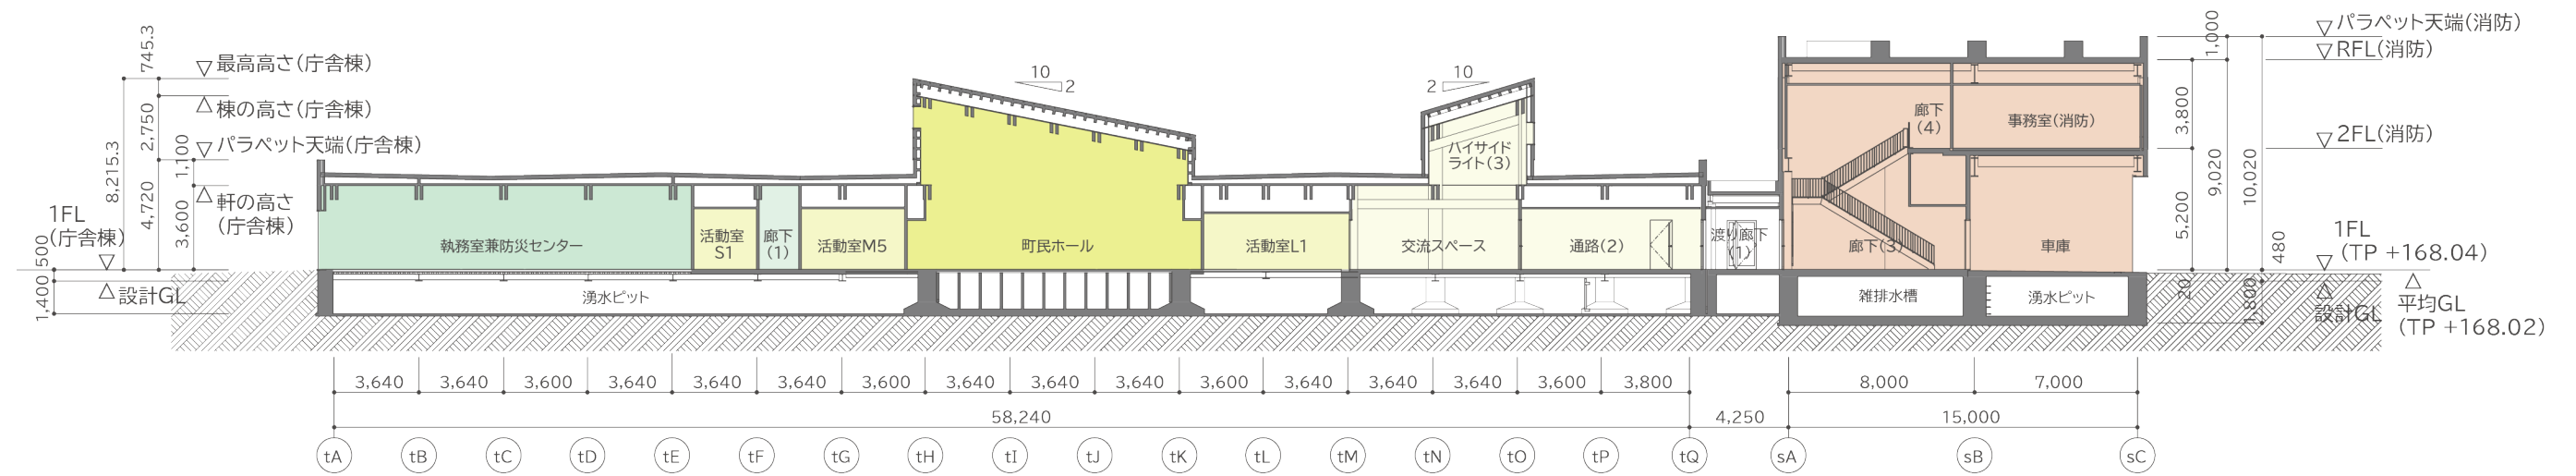 745.3
2,750
8,215.3
1,100
4,720
3,600
500
1,400
▽最高高さ(庁舎棟)
△棟の高さ(庁舎棟)
▽パラペット天端(庁舎棟)
△軒の高さ
(庁舎棟)
1FL
(庁舎棟)
▽
△設計GL
執務室兼防災センター
活動室
S1
廊下
(1)
活動室M5
町民ホール
活動室L1
交流スペース
ハイサイド
ライト(3)
通路(2)
渡り廊下
(1)
廊下(3)
廊下
(4)
事務室(消防)
車庫
湧水ピット
雑排水槽
湧水ピット
10
2
10
2
1,000
3,800
9,020
10,020
5,200
480
20
1,800
▽パラペット天端(消防)
▽RFL(消防)
▽2FL(消防)
1FL
▽(TP +168.04)
△
設計GL
△
平均GL
(TP +168.02)
3,640 3,640 3,600 3,640 3,640 3,640 3,600 3,640 3,640 3,640 3,600 3,640 3,640 3,640 3,600 3,800 8,000 7,000
58,240 4,250 15,000
tA tB tC tD tE tF tG tH tI tJ tK tL tM tN tO tP tQ sA sB sC